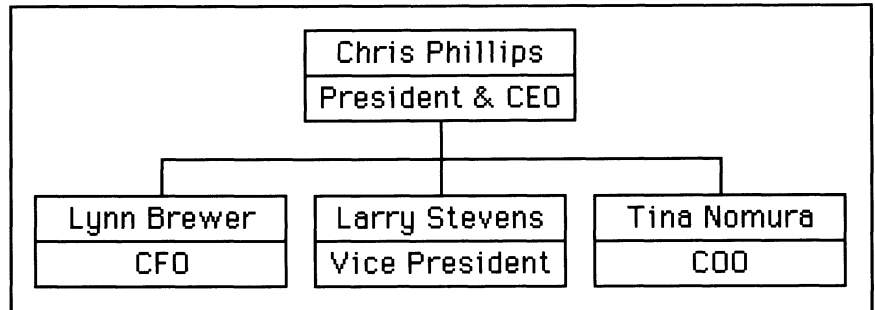 Chris Phillips
President & CEO
Lynn Brewer
CFO
Larry Stevens
Vice President
Tina Nomura
COO